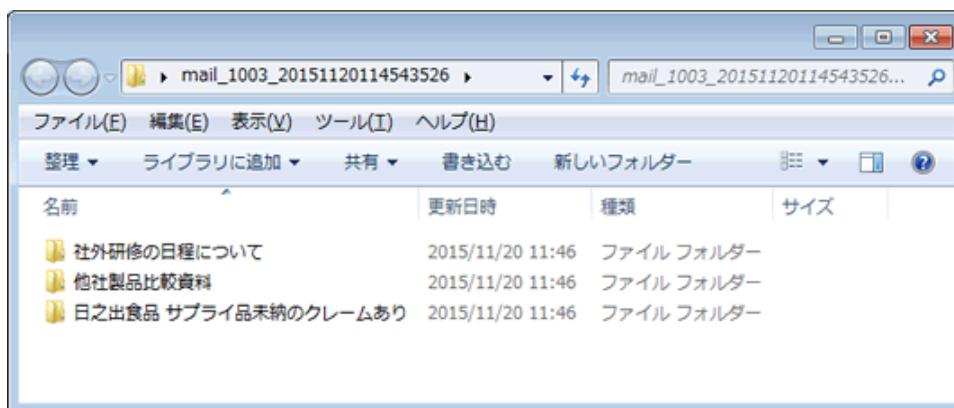 mail_1003_20151120114543526
mail_1003_20151120114543526...
ファイル(F) 編集(E) 表示(V) ツール(T) ヘルプ(H)
整理 ライブラリに追加 共有 書き込む 新しいフォルダー
名前 更新日時 種類 サイズ
社外研修の日程について 2015/11/20 11:46 ファイル フォルダー
他社製品比較資料 2015/11/20 11:46 ファイル フォルダー
日之出食品 サプライ品未納のクレームあり 2015/11/20 11:46 ファイル フォルダー